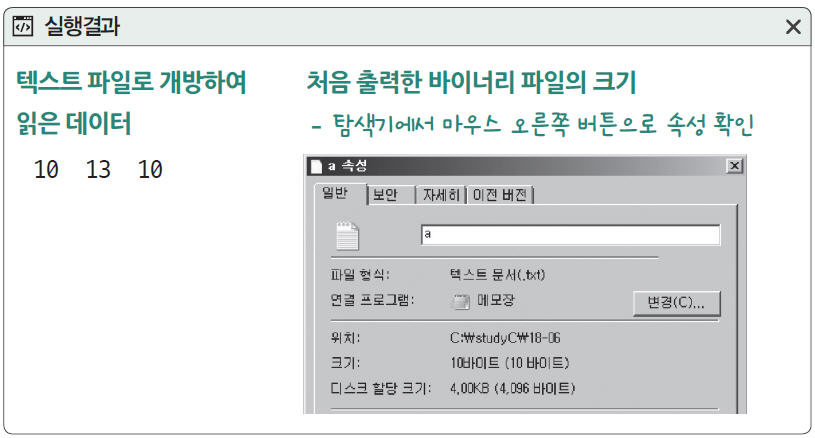 실행결과
텍스트 파일로 개방하여
읽은 데이터
10 13 10
처음 출력한 바이너리 파일의 크기
- 탐색기에서 마우스 오른쪽 버튼으로 속성 확인
a 속성
일반 보안 자세히 이전 버전
a
파일 형식: 텍스트 문서(.txt)
연결 프로그램: 메모장 변경(C)...
위치: C:₩studyC₩18-06
크기: 10바이트 (10 바이트)
디스크 할당 크기: 4,00KB (4,096 바이트)